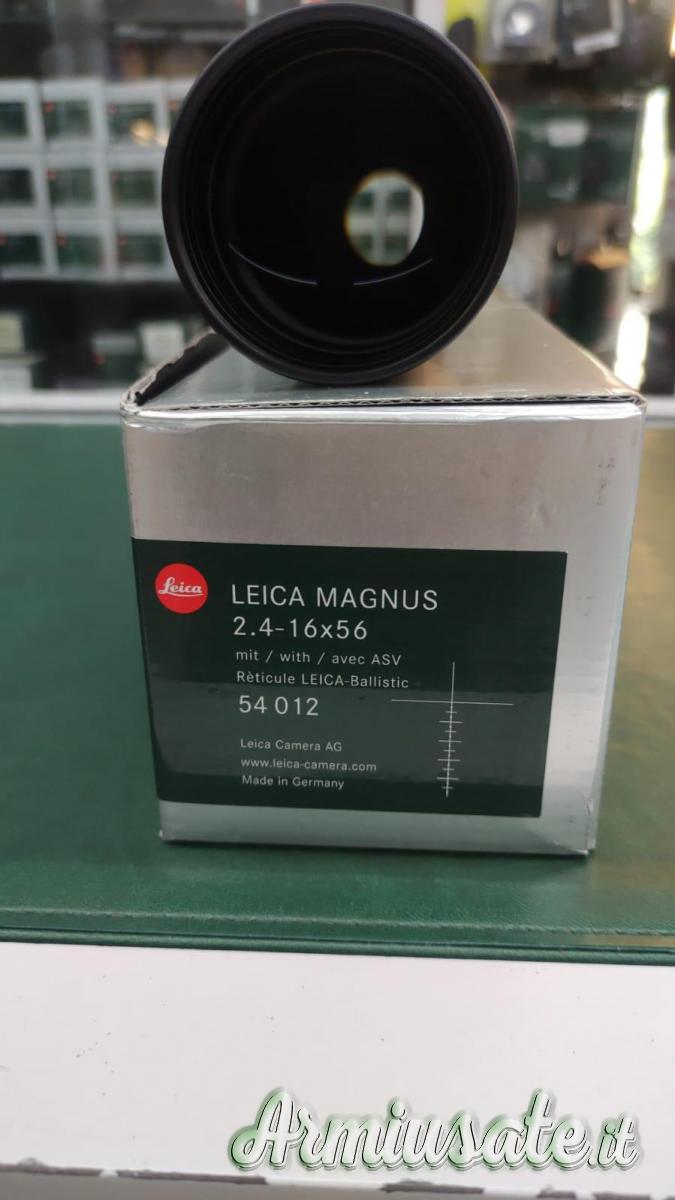 Leica
LEICA MAGNUS
2.4-16x56
mit / with / avec ASV
Rèticule LEICA-Ballistic
54 012
Leica Camera AG
www.leica-camera.com
Made in Germany
Armiusate.it